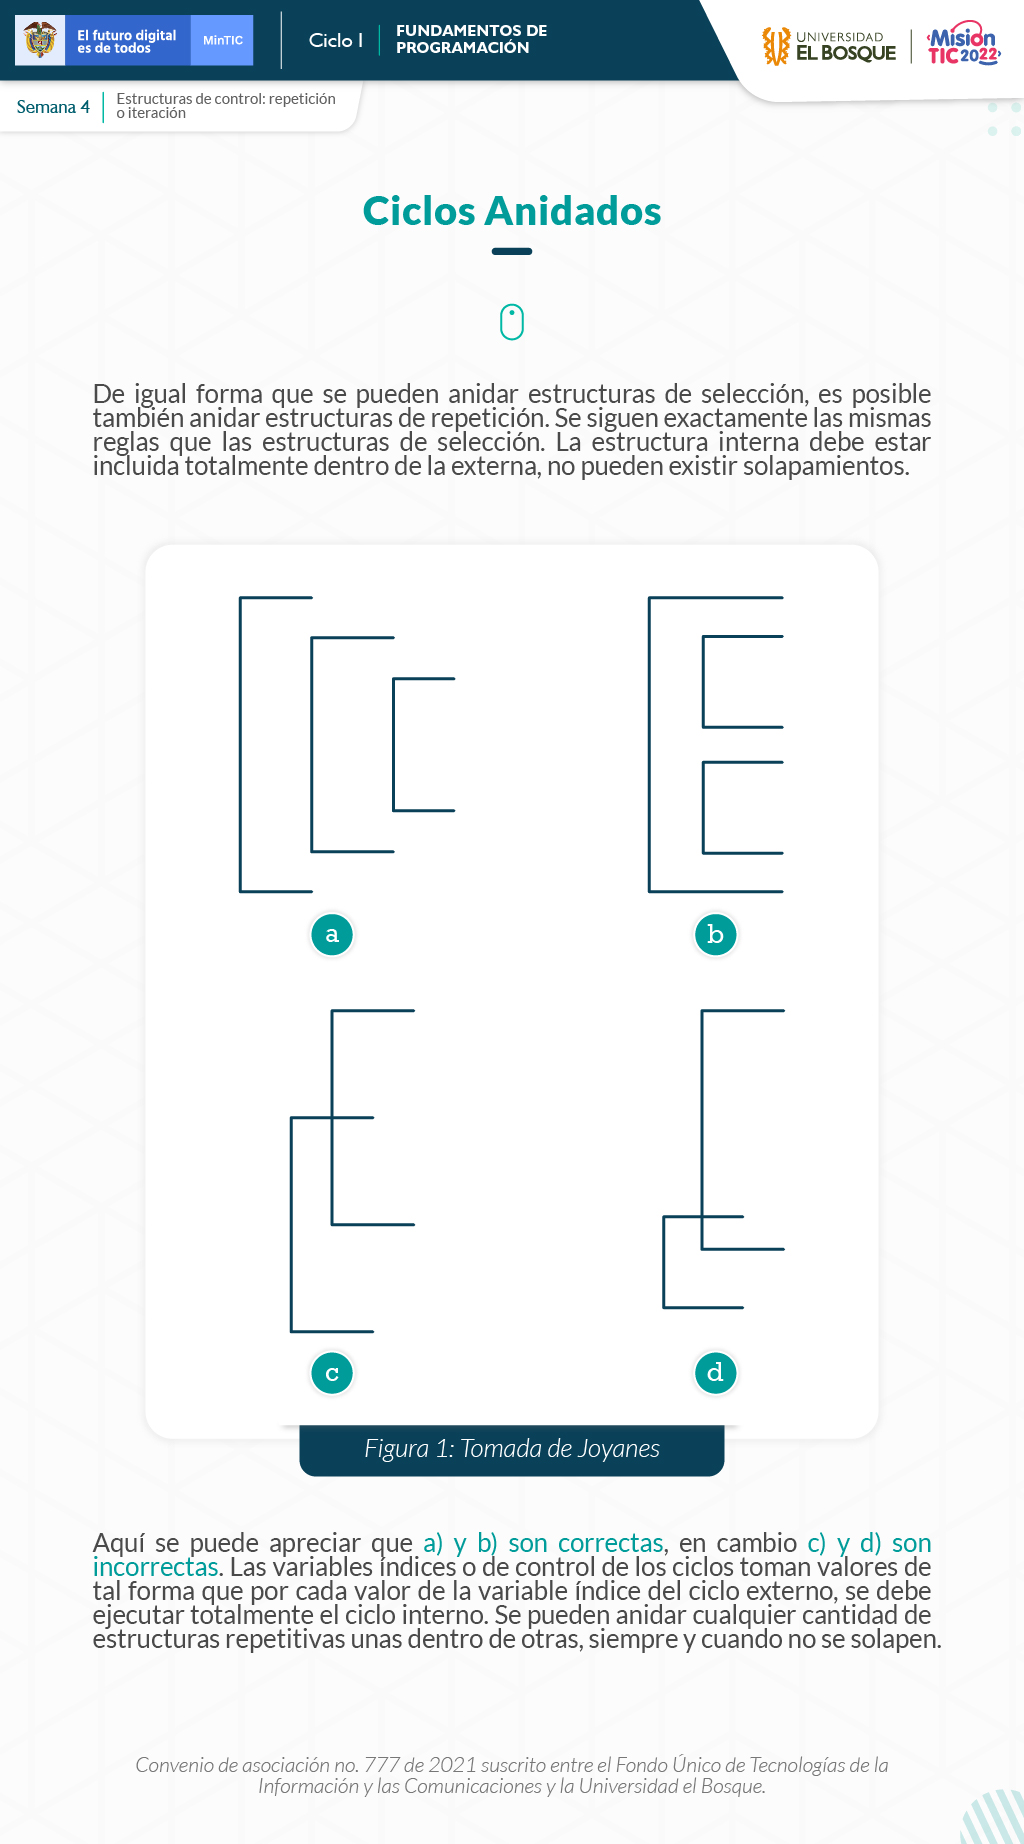 El futuro digital
es de todos
MinTIC
Ciclo I
FUNDAMENTOS DE
PROGRAMACIÓN
UNIVERSIDAD
EL BOSQUE
Misión
TIC2022
Semana 4
Estructuras de control: repetición
o iteración
Ciclos Anidados
De igual forma que se pueden anidar estructuras de selección, es posible
también anidar estructuras de repetición. Se siguen exactamente las mismas
reglas que las estructuras de selección. La estructura interna debe estar
incluida totalmente dentro de la externa, no pueden existir solapamientos.
a
b
c
d
Figura 1: Tomada de Joyanes
Aquí se puede apreciar que a) y b) son correctas, en cambio c) y d) son
incorrectas. Las variables índices o de control de los ciclos toman valores de
tal forma que por cada valor de la variable índice del ciclo externo, se debe
ejecutar totalmente el ciclo interno. Se pueden anidar cualquier cantidad de
estructuras repetitivas unas dentro de otras, siempre y cuando no se solapen.
Convenio de asociación no. 777 de 2021 suscrito entre el Fondo Único de Tecnologías de la
Información y las Comunicaciones y la Universidad el Bosque.